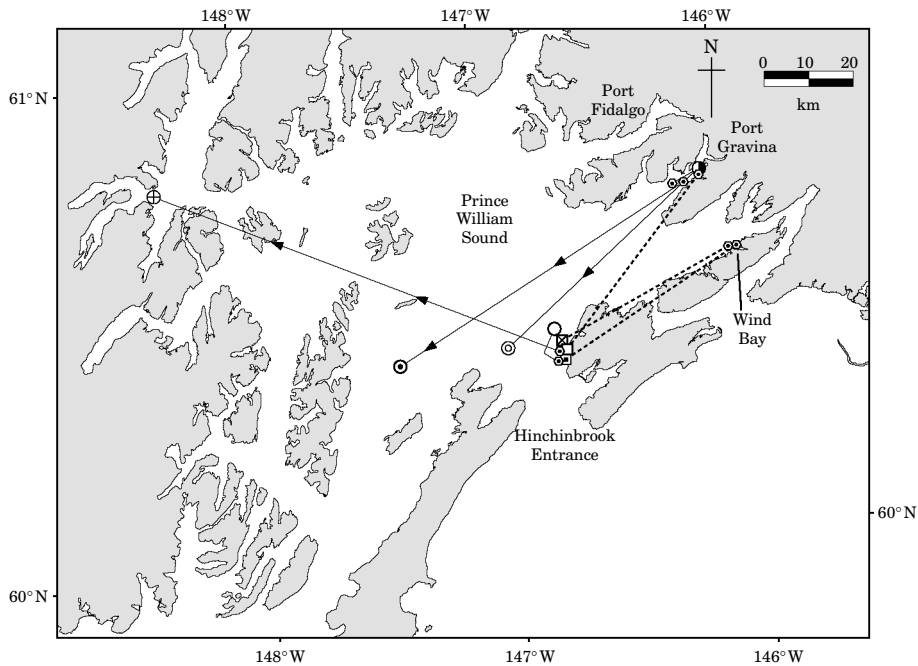 148°W 147°W 146°W
N
0 10 20
km
61°N
Port
Fidalgo
Port
Gravina
Prince
William
Sound
Wind
Bay
Hinchinbrook
Entrance
60°N
60°N
148°W 147°W 146°W